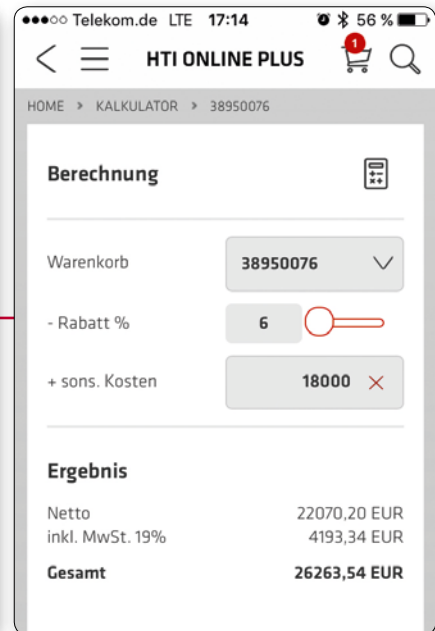 Telekom.de LTE 17:14 56 %
HTI ONLINE PLUS 1
HOME > KALKULATOR > 38950076
Berechnung
Warenkorb 38950076
- Rabatt % 6
+ sons. Kosten 18000
Ergebnis
Netto 22070,20 EUR
inkl. MwSt. 19% 4193,34 EUR
Gesamt 26263,54 EUR